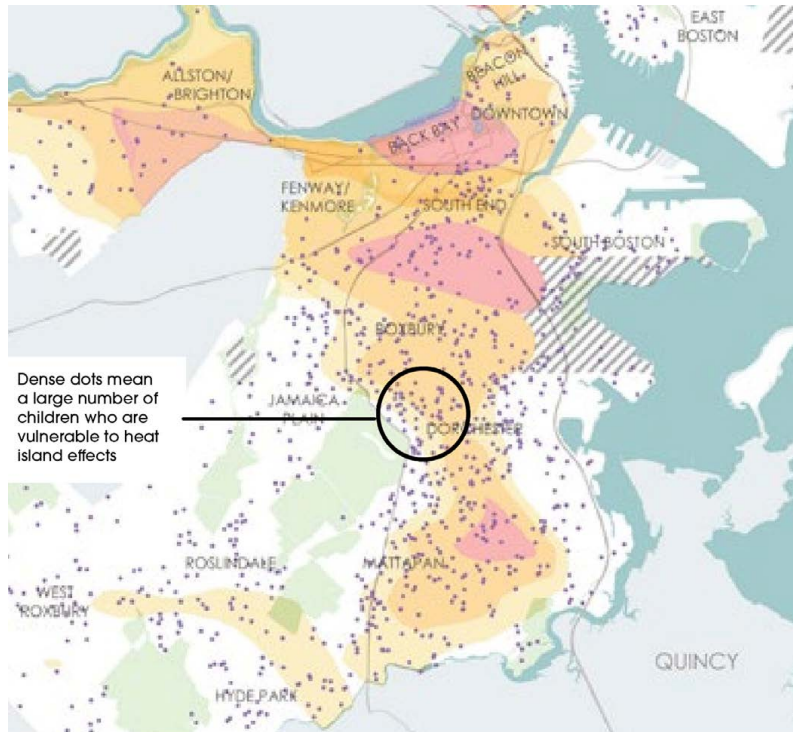 EAST
BOSTON
ALLSTON/
BRIGHTON
BEACON
HILL
DOWNTOWN
BACK BAY
FENWAY/
KENMORE
SOUTH END
SOUTH BOSTON
ROXBURY
Dense dots mean
a large number of
children who are
vulnerable to heat
island effects
JAMAICA
PLAIN
DORCHESTER
ROSLINDALE
MATTAPAN
WEST
ROXBURY
QUINCY
HYDE PARK